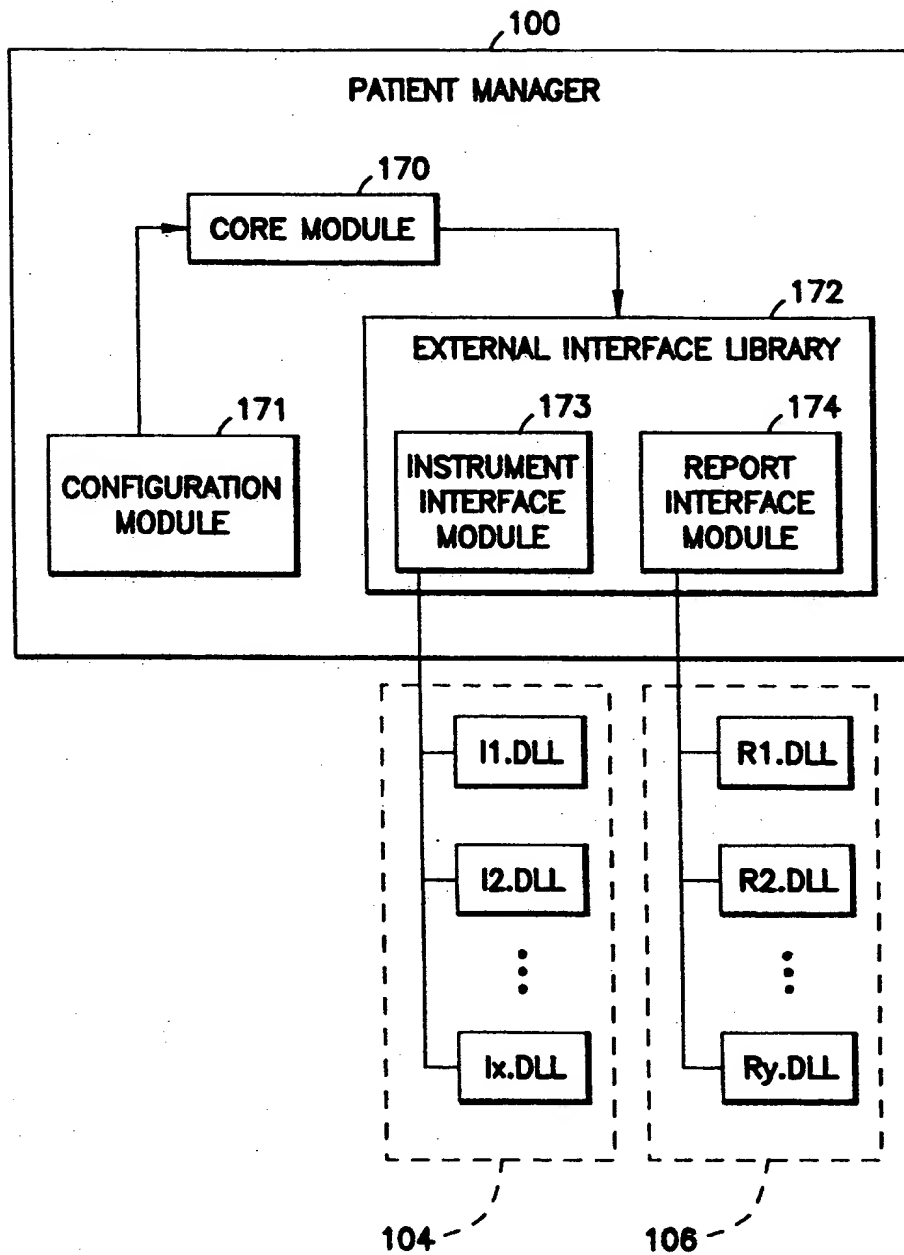 100
PATIENT MANAGER
170
CORE MODULE
172
EXTERNAL INTERFACE LIBRARY
171
CONFIGURATION
MODULE
173
INSTRUMENT
INTERFACE
MODULE
174
REPORT
INTERFACE
MODULE
I1.DLL
R1.DLL
I2.DLL
R2.DLL
Ix.DLL
Ry.DLL
104
106